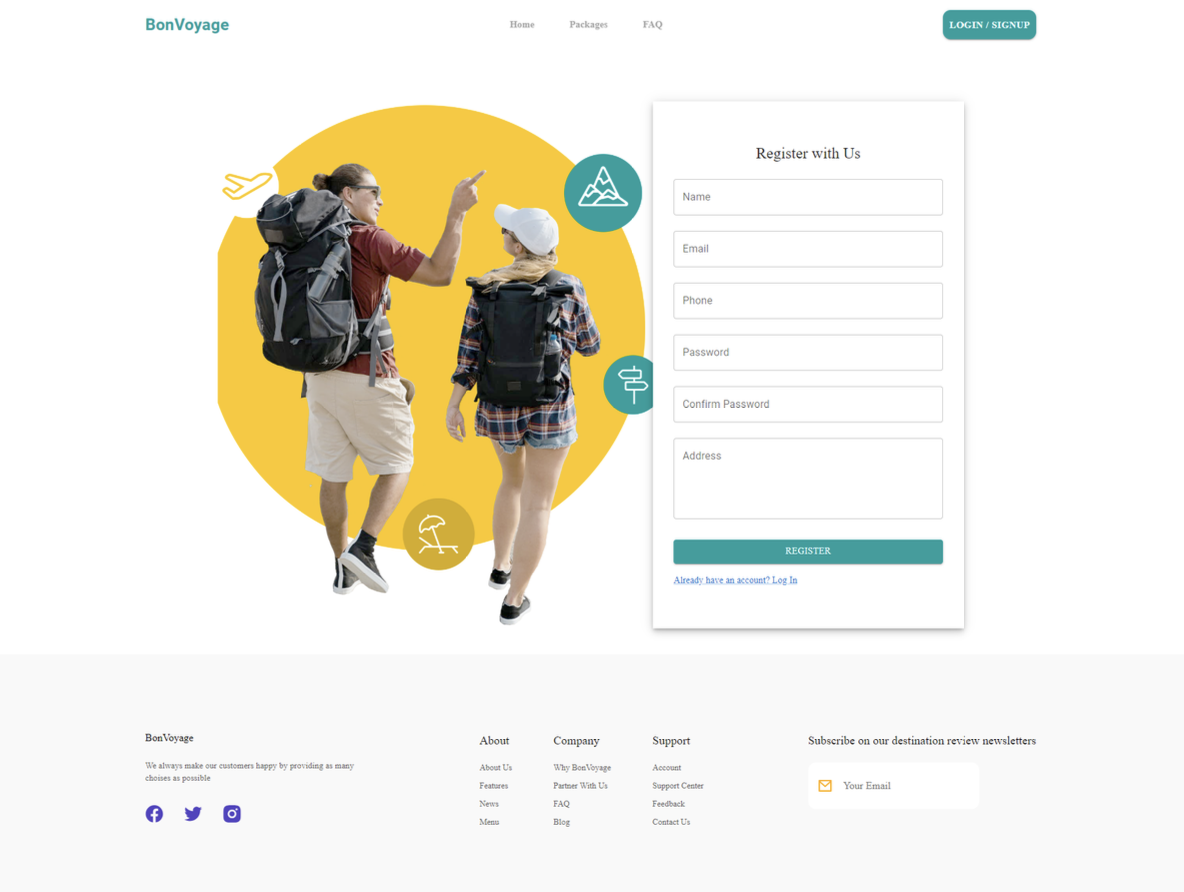 BonVoyage
Home
Packages
FAQ
LOGIN / SIGNUP
Register with Us
Name
Email
Phone
Password
Confirm Password
Address
REGISTER
Already have an account? Log In
BonVoyage
We always make our customers happy by providing as many
choises as possible
About
About Us
Features
News
Menu
Company
Why BonVoyage
Partner With Us
FAQ
Blog
Support
Account
Support Center
Feedback
Contact Us
Subscribe on our destination review newsletters
Your Email